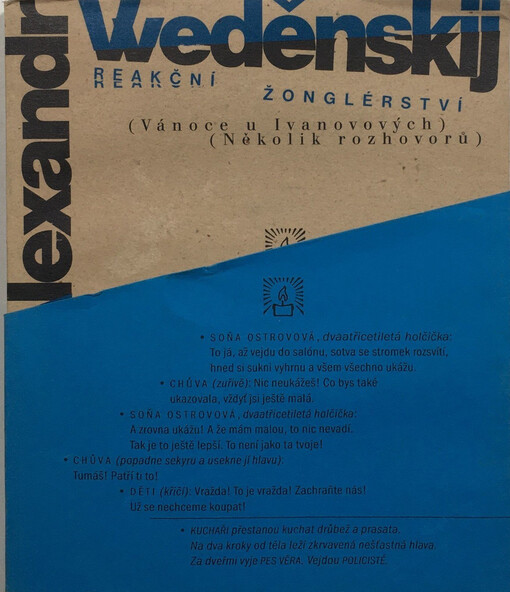 lexandr
Weděnskij
REAKČNÍ
ŽONGLÉRSTVÍ
(Vánoce u Ivanovových)
(Několik rozhovorů)
• SOŇA OSTROVOVÁ, dvaatřicetiletá holčička:
To já, až vejdu do salónu, sotva se stromek rozsvítí,
hned si sukni vyhrnu a všem všechno ukážu.
• CHŮVA (zuřivě): Nic neukážeš! Co bys také
ukazovala, vždyť jsi ještě malá.
• SOŇA OSTROVOVÁ, dvaatřicetiletá holčička:
A zrovna ukážu! A že mám malou, to nic nevadí.
Tak je to ještě lepší. To není jako ta tvoje!
• CHŮVA (popadne sekyru a usekne jí hlavu):
Tumáš! Patří ti to!
• DĚTI (křičí): Vražda! To je vražda! Zachraňte nás!
Už se nechceme koupat!
• KUCHAŘI přestanou kuchat drůbež a prasata.
Na dva kroky od těla leží zkrvavená nešťastná hlava.
Za dveřmi vyje PES VĚRA. Vejdou POLICISTÉ.